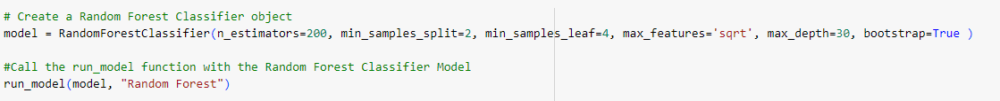 # Create a Random Forest Classifier object
model = RandomForestClassifier(n_estimators=200, min_samples_split=2, min_samples_leaf=4, max_features='sqrt', max_depth=30, bootstrap=True )
#Call the run_model function with the Random Forest Classifier Model
run_model(model, "Random Forest")